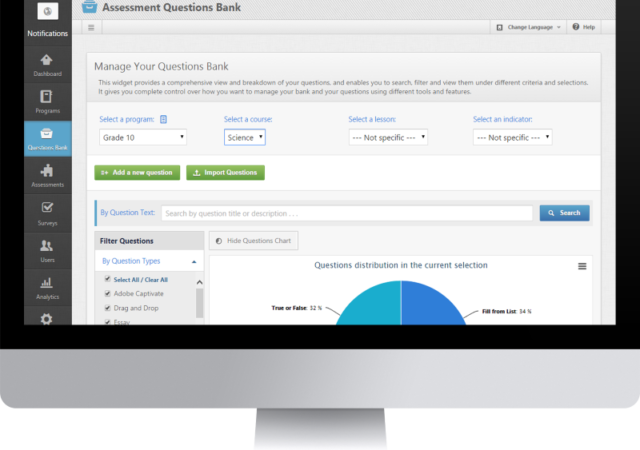 Assessment Questions Bank
Notifications
Change Language
Help
Dashboard
Programs
Questions Bank
Assessments
Surveys
Users
Analytics
Manage Your Questions Bank
This widget provides a comprehensive view and breakdown of your questions, and enables you to search, filter and view them under different criteria and selections.
It gives you complete control over how you want to manage your bank and your questions using different tools and features.
Select a program:
Select a course:
Select a lesson:
Select an indicator:
Grade 10
Science
--- Not specific ---
--- Not specific ---
Add a new question
Import Questions
By Question Text:
Search by question title or description . . .
Search
Filter Questions
Hide Questions Chart
By Question Types
Questions distribution in the current selection
Select All / Clear All
Adobe Captivate
Drag and Drop
Essay
True or False: 32 %
Fill from List: 34 %